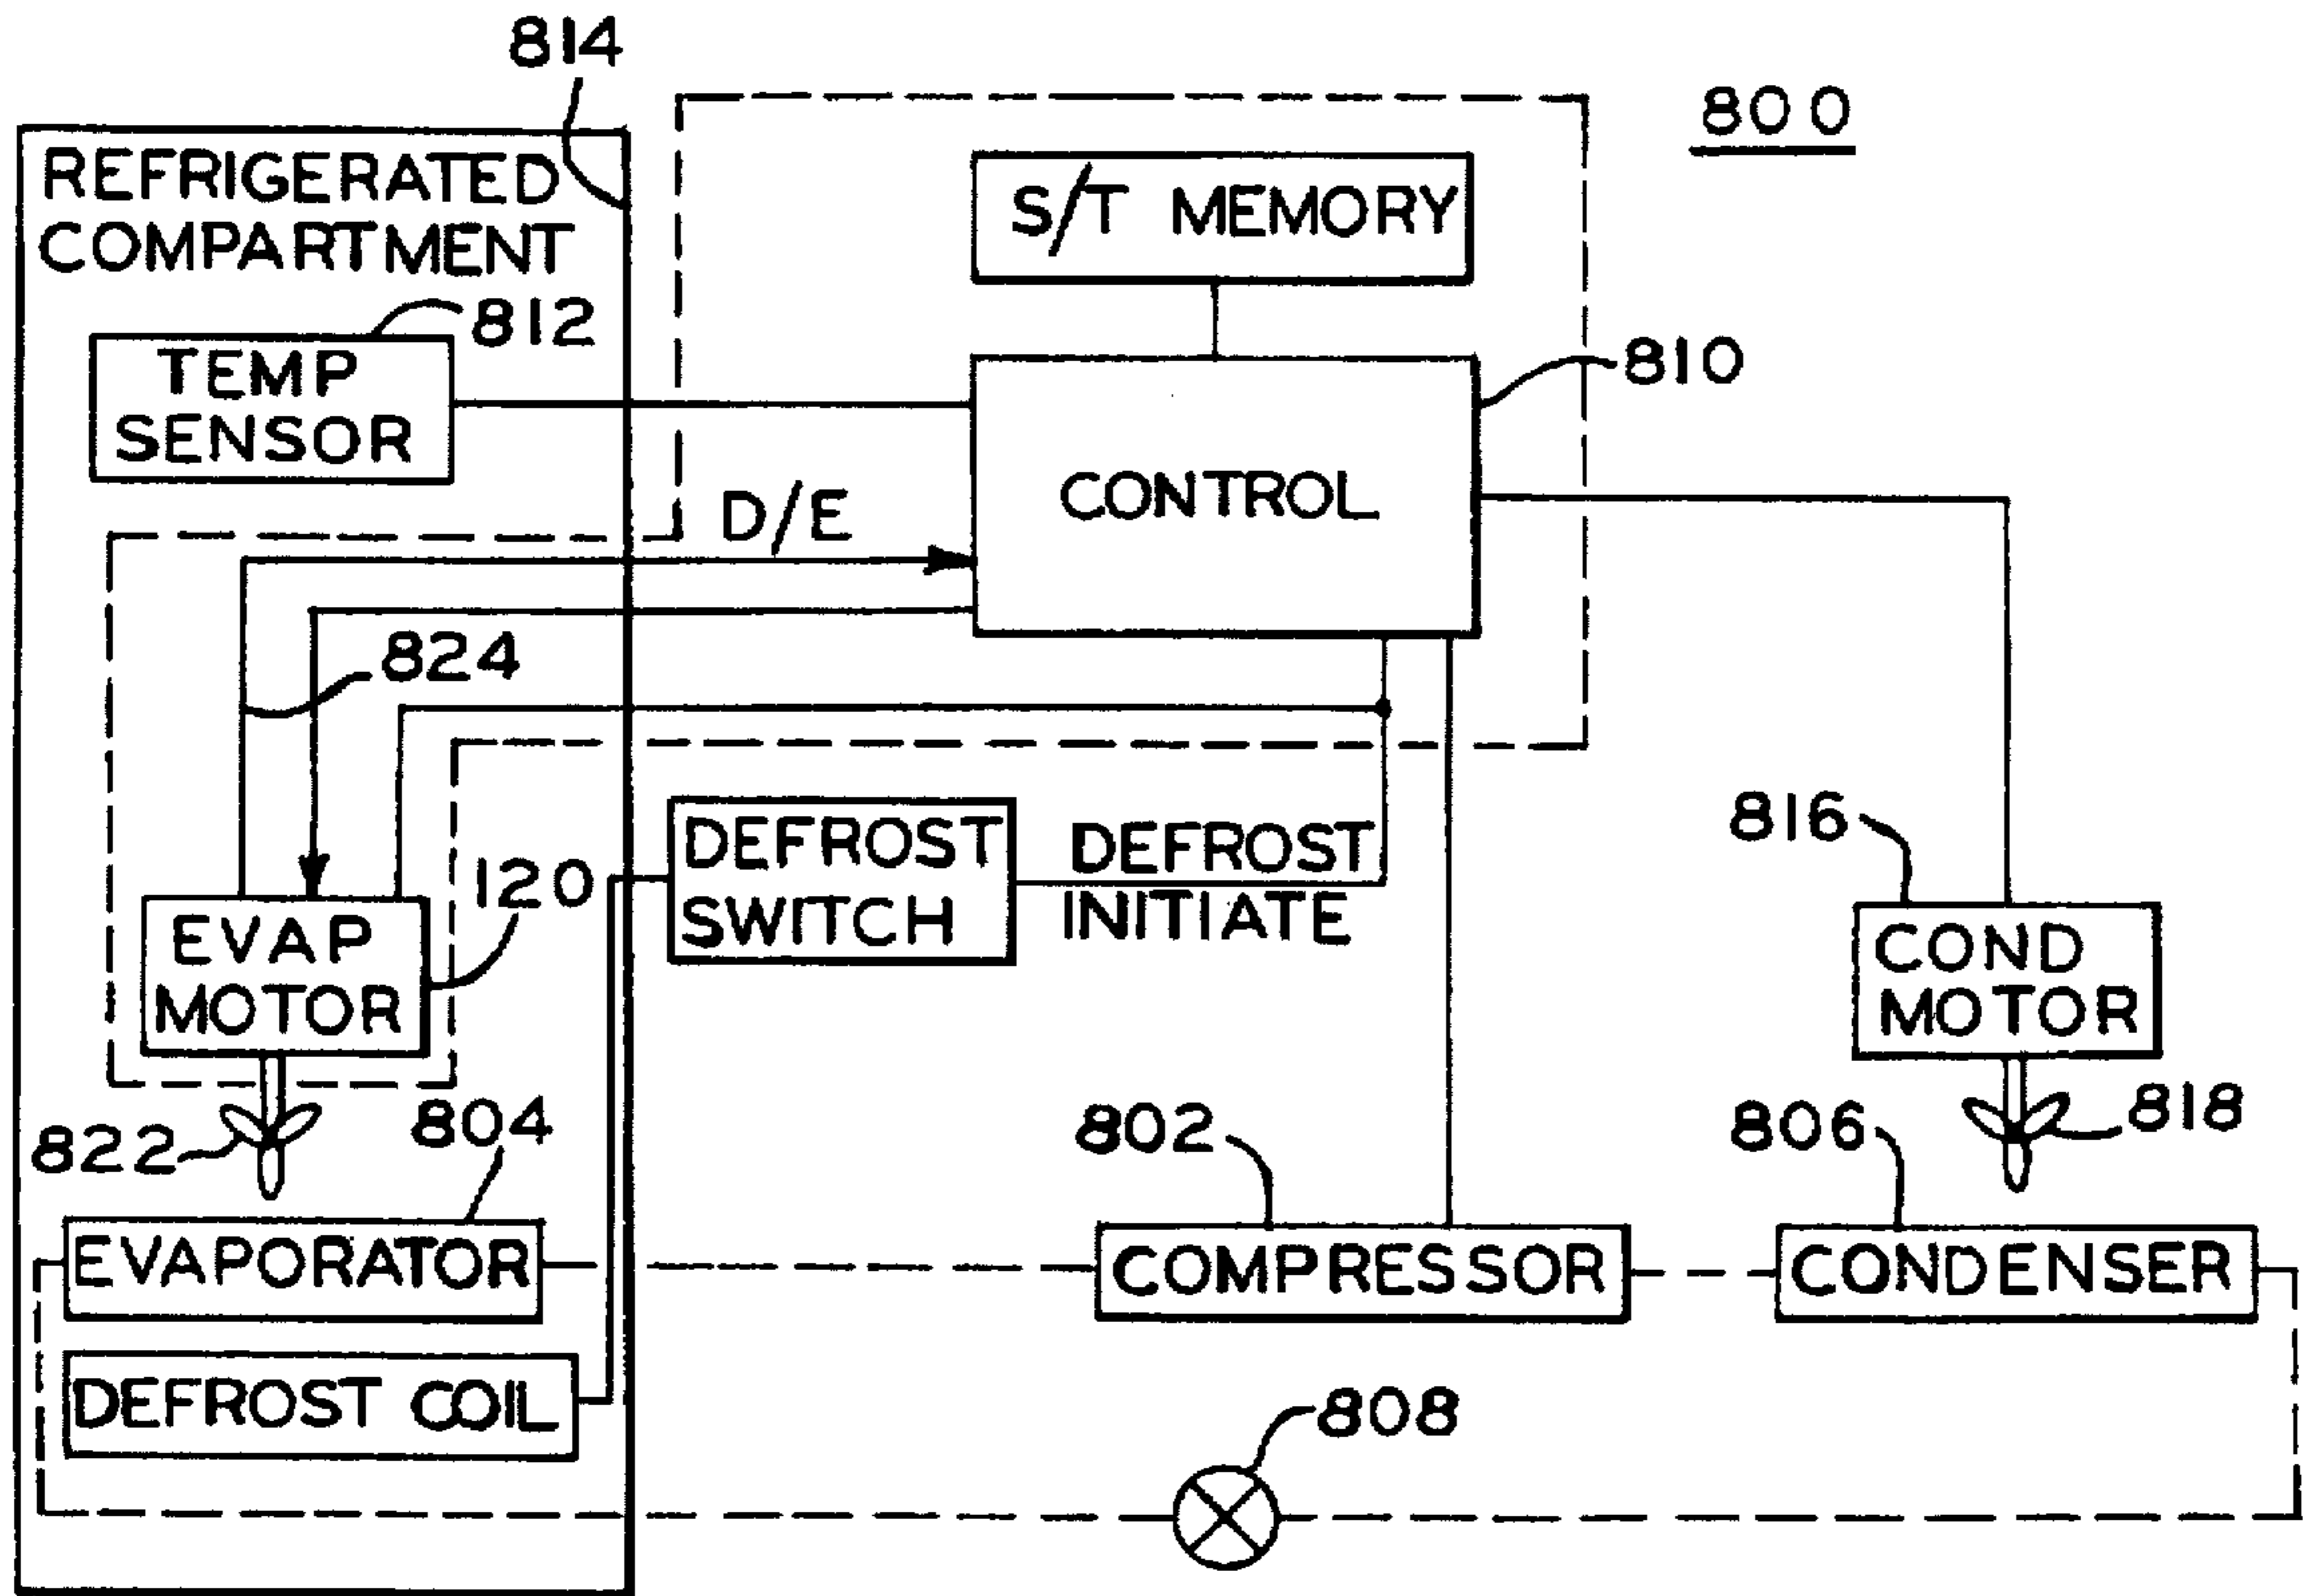 814
800
REFRIGERATED
COMPARTMENT
S/T MEMORY
812
TEMP
SENSOR
810
CONTROL
D/E
824
DEFROST
SWITCH
DEFROST
INITIATE
120
EVAP
MOTOR
816
COND
MOTOR
822
804
802
806
818
EVAPORATOR
COMPRESSOR
CONDENSER
DEFROST COIL
808